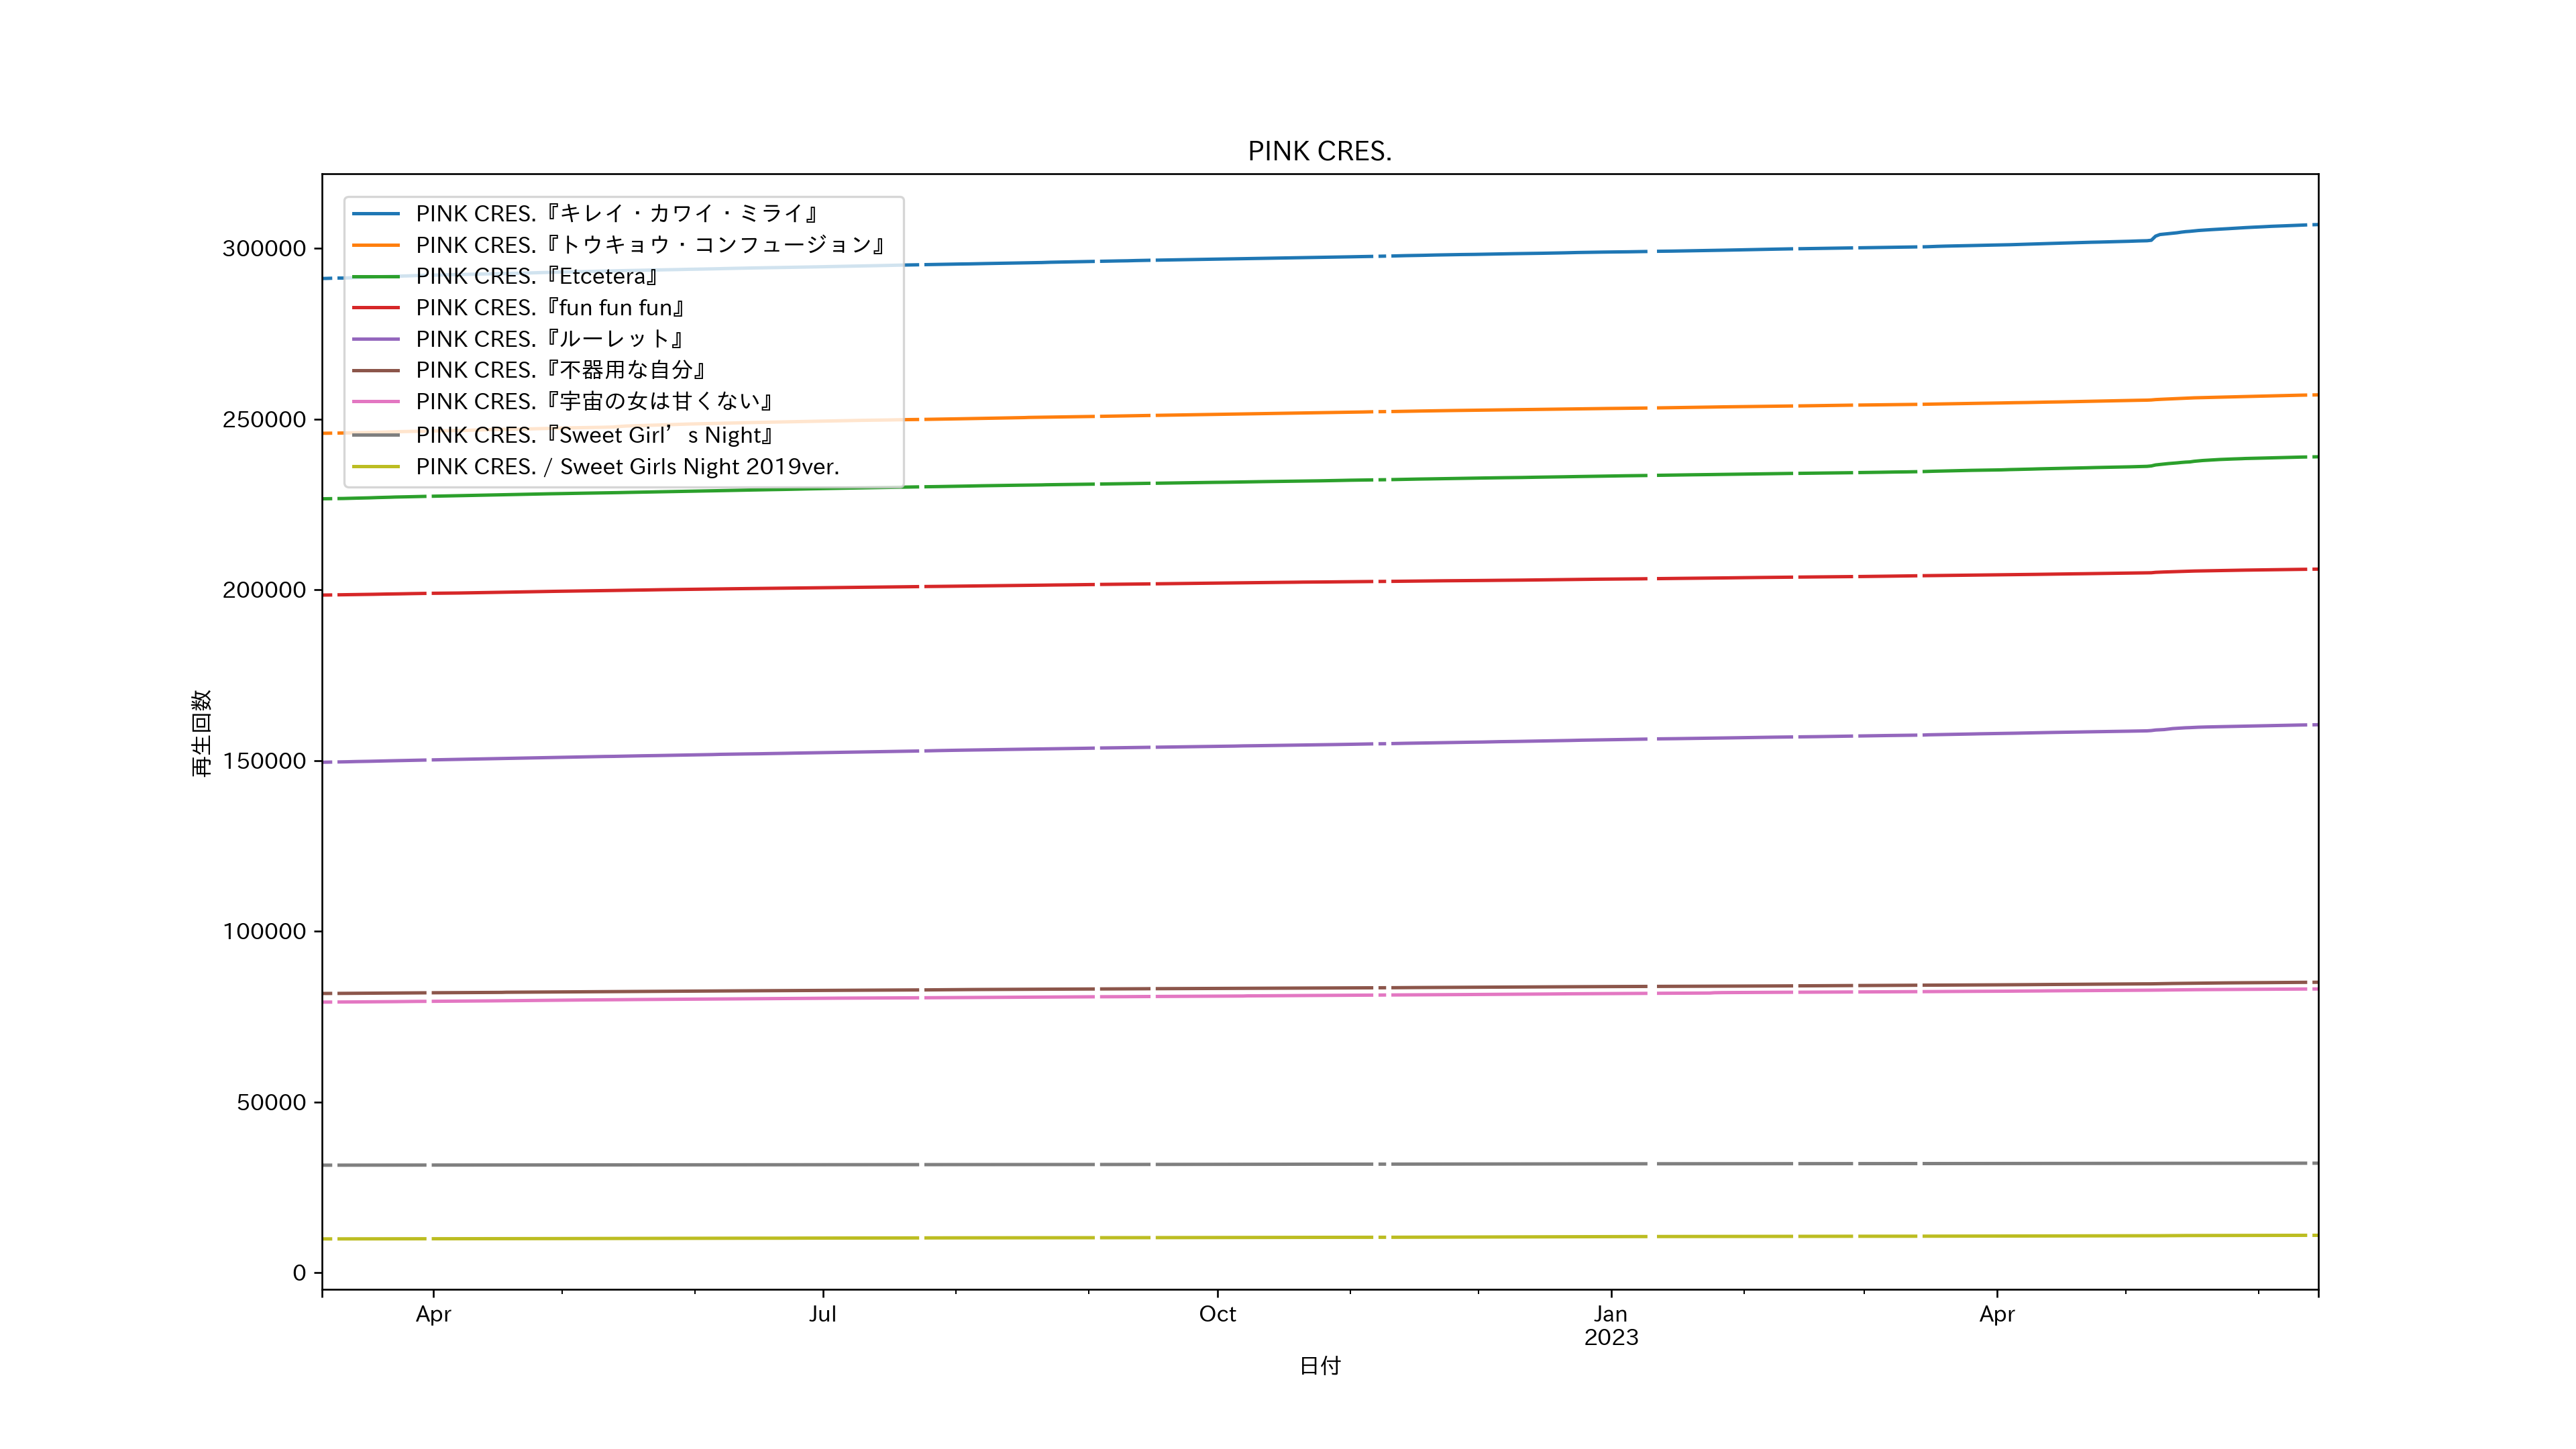 PINK CRES.
PINK CRES.『キレイ・カワイ・ミライ』
PINK CRES.『トウキョウ・コンフュージョン』
PINK CRES.『Etcetera』
PINK CRES.『fun fun fun』
PINK CRES.『ルーレット』
PINK CRES.『不器用な自分』
PINK CRES.『宇宙の女は甘くない』
PINK CRES.『Sweet Girl’s Night』
PINK CRES. / Sweet Girls Night 2019ver.
300000
250000
200000
150000
100000
50000
0
再生回数
Apr
Jul
Oct
Jan
2023
Apr
日付